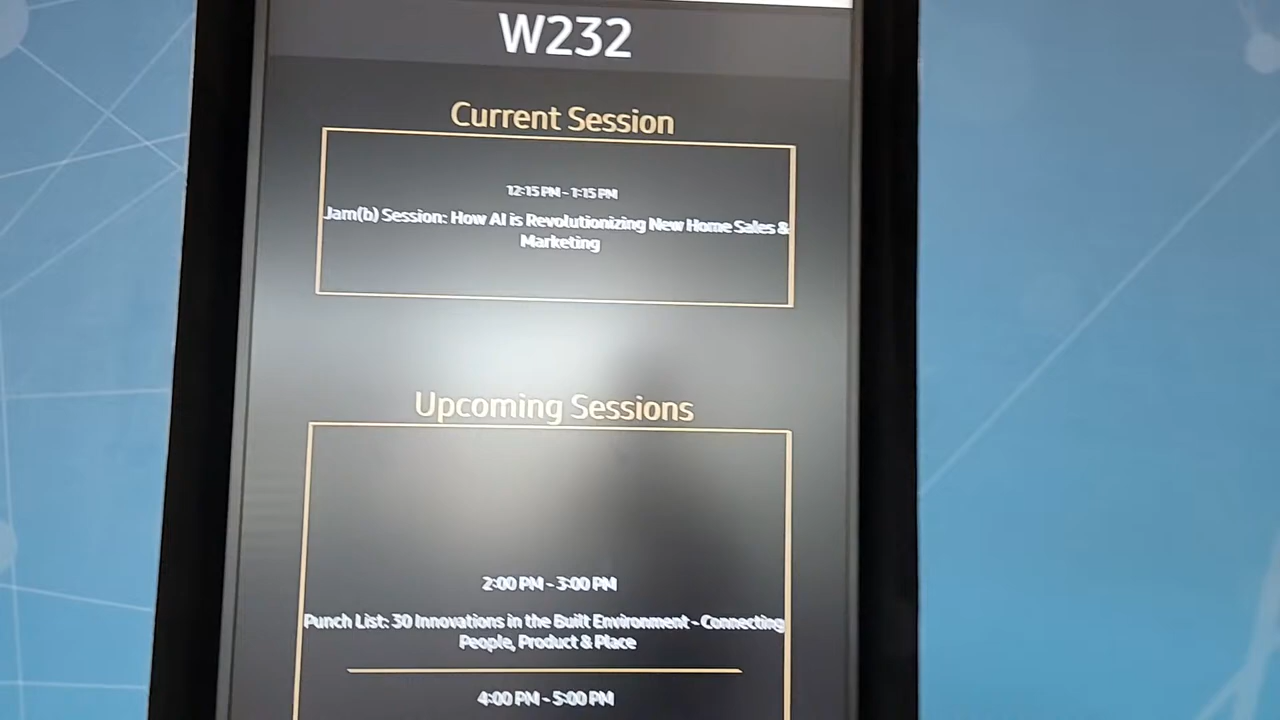 W232
Current Session
12:15 PM - 1:15 PM
Jam(b) Session: How AI is Revolutionizing New Home Sales &
Marketing
Upcoming Sessions
2:00 PM - 3:00 PM
Punch List: 30 Innovations in the Built Environment - Connecting
People, Product & Place
4:00 PM - 5:00 PM